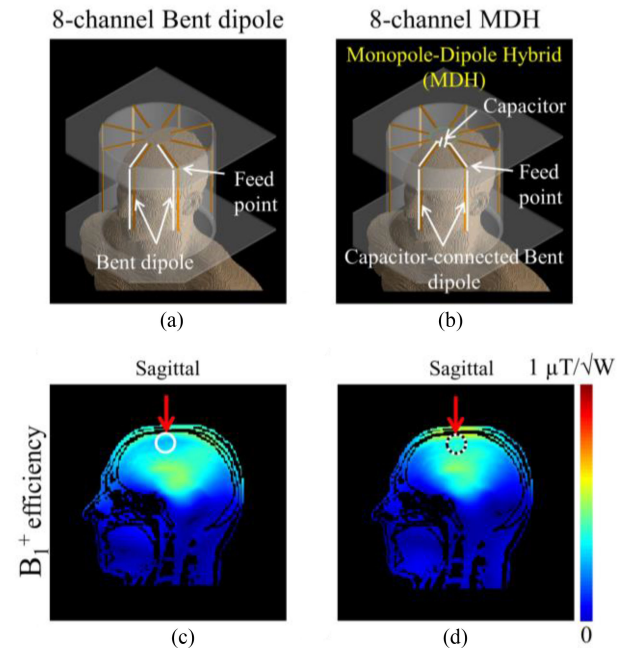 8-channel Bent dipole
8-channel MDH
Feed
point
Bent dipole
(a)
Monopole-Dipole Hybrid
(MDH)
Capacitor
Feed
point
Capacitor-connected Bent
dipole
(b)
Sagittal
Sagittal
1 μT/√W
B₁⁺ efficiency
0
(c)
(d)